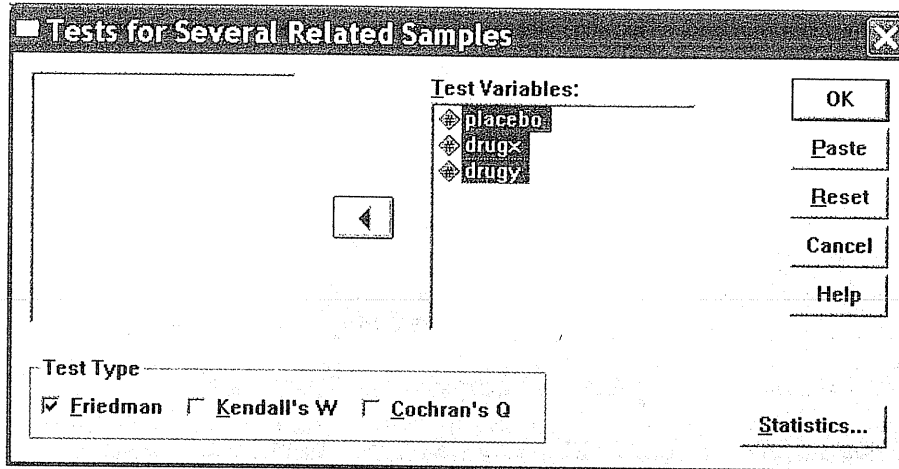 Tests for Several Related Samples
Test Variables:
placebo
drugx
drugy
OK
Paste
Reset
Cancel
Help
Test Type
Friedman
Kendall's W
Cochran's Q
Statistics...